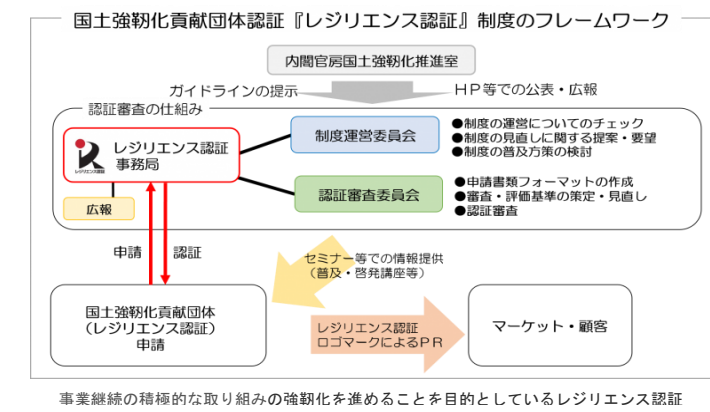 国土強靭化貢献団体認証『レジリエンス認証』制度のフレームワーク
内閣官房国土強靭化推進室
ガイドラインの提示
HP等での公表・広報
認証審査の仕組み
レジリエンス認証
事務局
レジリエンス認証
広報
制度運営委員会
●制度の運営についてのチェック
●制度の見直しに関する提案・要望
●制度の普及方策の検討
認証審査委員会
●申請書類フォーマットの作成
●審査・評価基準の策定・見直し
●認証審査
申請
認証
セミナー等での情報提供
（普及・啓発講座等）
国土強靭化貢献団体
（レジリエンス認証）
申請
レジリエンス認証
ロゴマークによるPR
マーケット・顧客
事業継続の積極的な取り組みの強靭化を進めることを目的としているレジリエンス認証